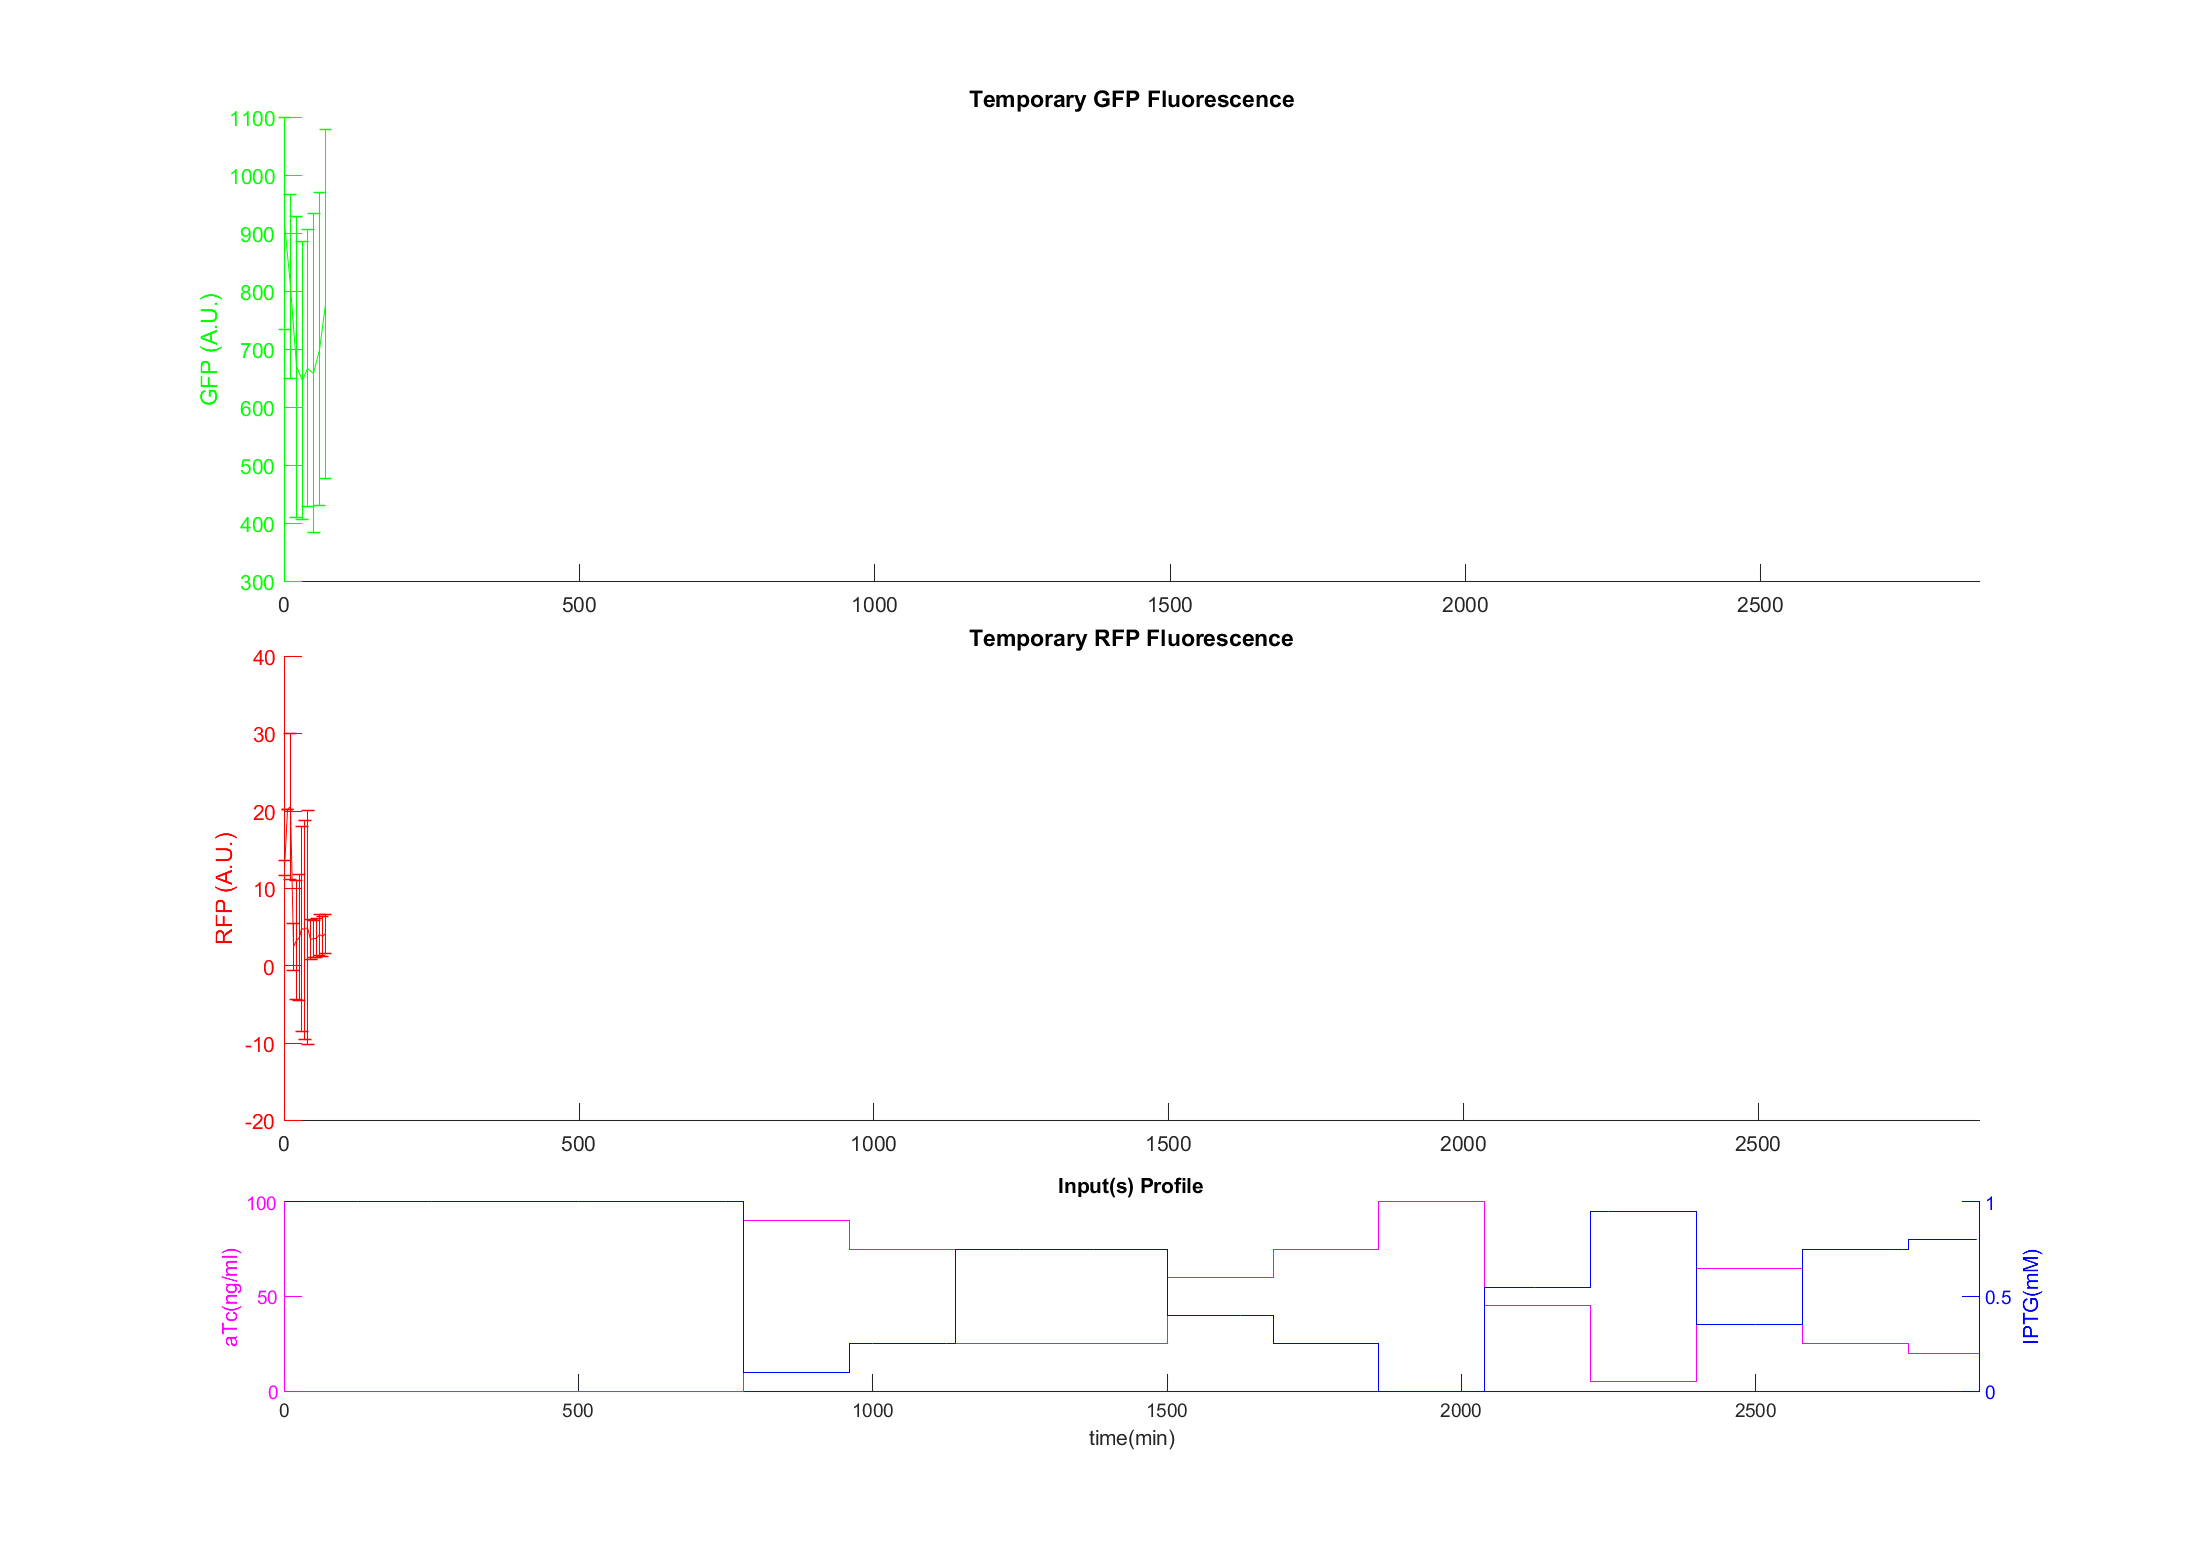 Temporary GFP Fluorescence
1100
1000
900
800
700
600
500
400
300
GFP (A.U.)
0 500 1000 1500 2000 2500
Temporary RFP Fluorescence
40
30
20
10
0
-10
-20
RFP (A.U.)
0 500 1000 1500 2000 2500
Input(s) Profile
100
50
0
aTc(ng/ml)
1
0.5
0
IPTG(mM)
0 500 1000 1500 2000 2500
time(min)